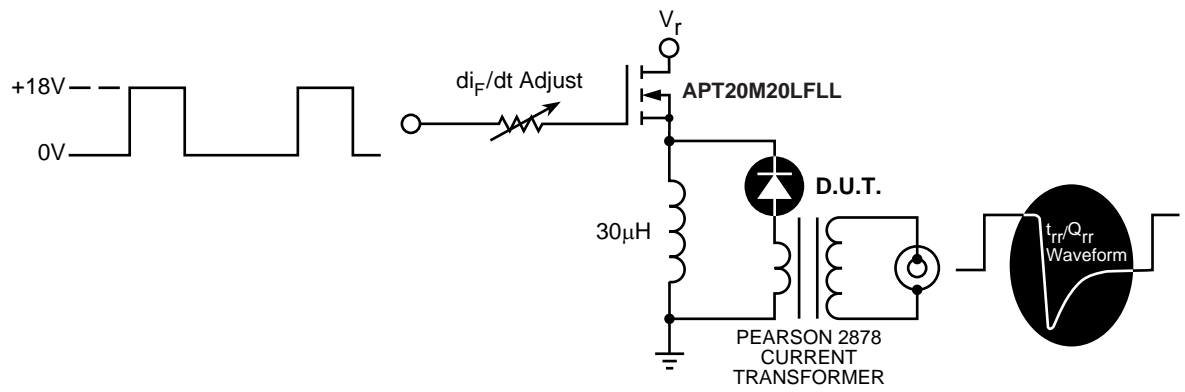 V_r
+18V
0V
di_F/dt Adjust
APT20M20LFLL
D.U.T.
30μH
t_rr/Q_rr
Waveform
PEARSON 2878
CURRENT
TRANSFORMER